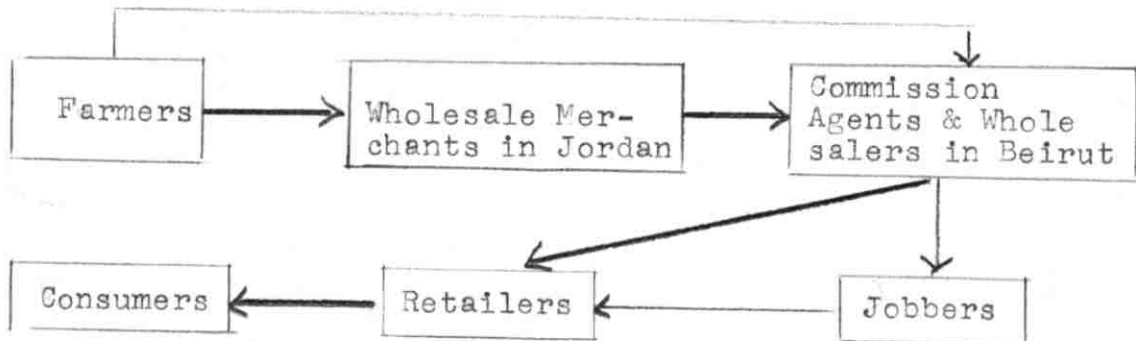 Farmers
Wholesale Mer-
chants in Jordan
Commission
Agents & Whole
salers in Beirut
Consumers
Retailers
Jobbers